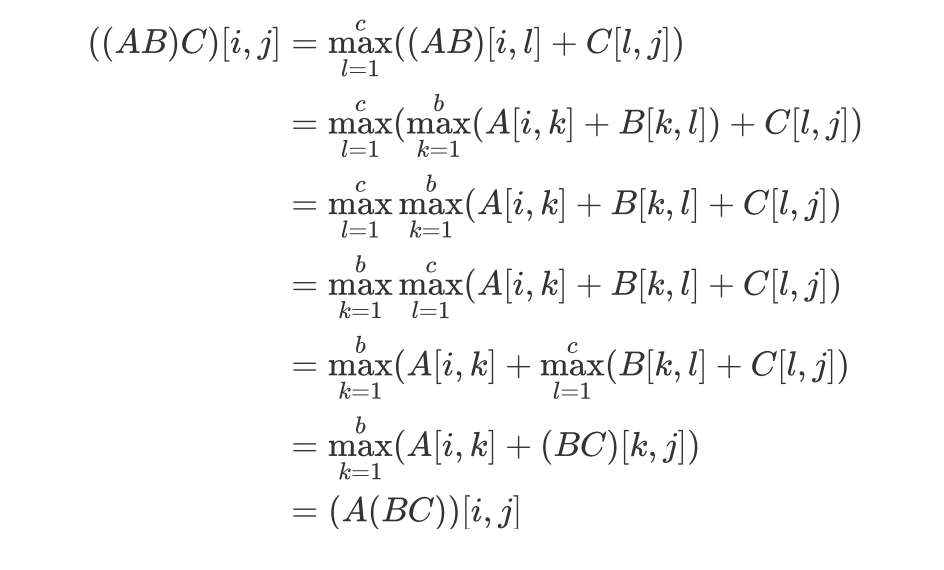 ((AB)C)[i, j] = \max_{l=1}^{c}((AB)[i, l] + C[l, j])
= \max_{l=1}^{c}(\max_{k=1}^{b}(A[i, k] + B[k, l]) + C[l, j])
= \max_{l=1}^{c} \max_{k=1}^{b}(A[i, k] + B[k, l] + C[l, j])
= \max_{k=1}^{b} \max_{l=1}^{c}(A[i, k] + B[k, l] + C[l, j])
= \max_{k=1}^{b}(A[i, k] + \max_{l=1}^{c}(B[k, l] + C[l, j])
= \max_{k=1}^{b}(A[i, k] + (BC)[k, j])
= (A(BC))[i, j]